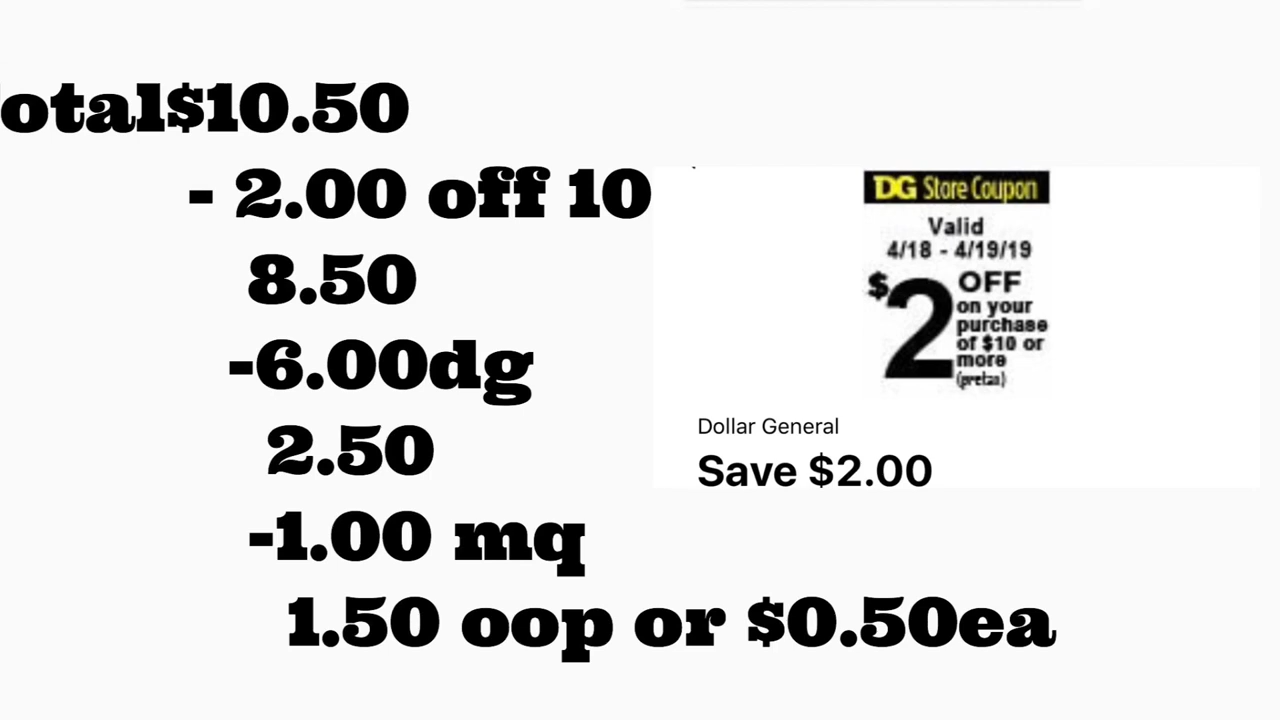 otal$10.50
- 2.00 off 10
8.50
-6.00dg
2.50
-1.00 mq
1.50 oop or $0.50ea
DG Store Coupon
Valid
4/18 - 4/19/19
$2 OFF
on your
purchase
of $10 or
more
(pretax)
Dollar General
Save $2.00